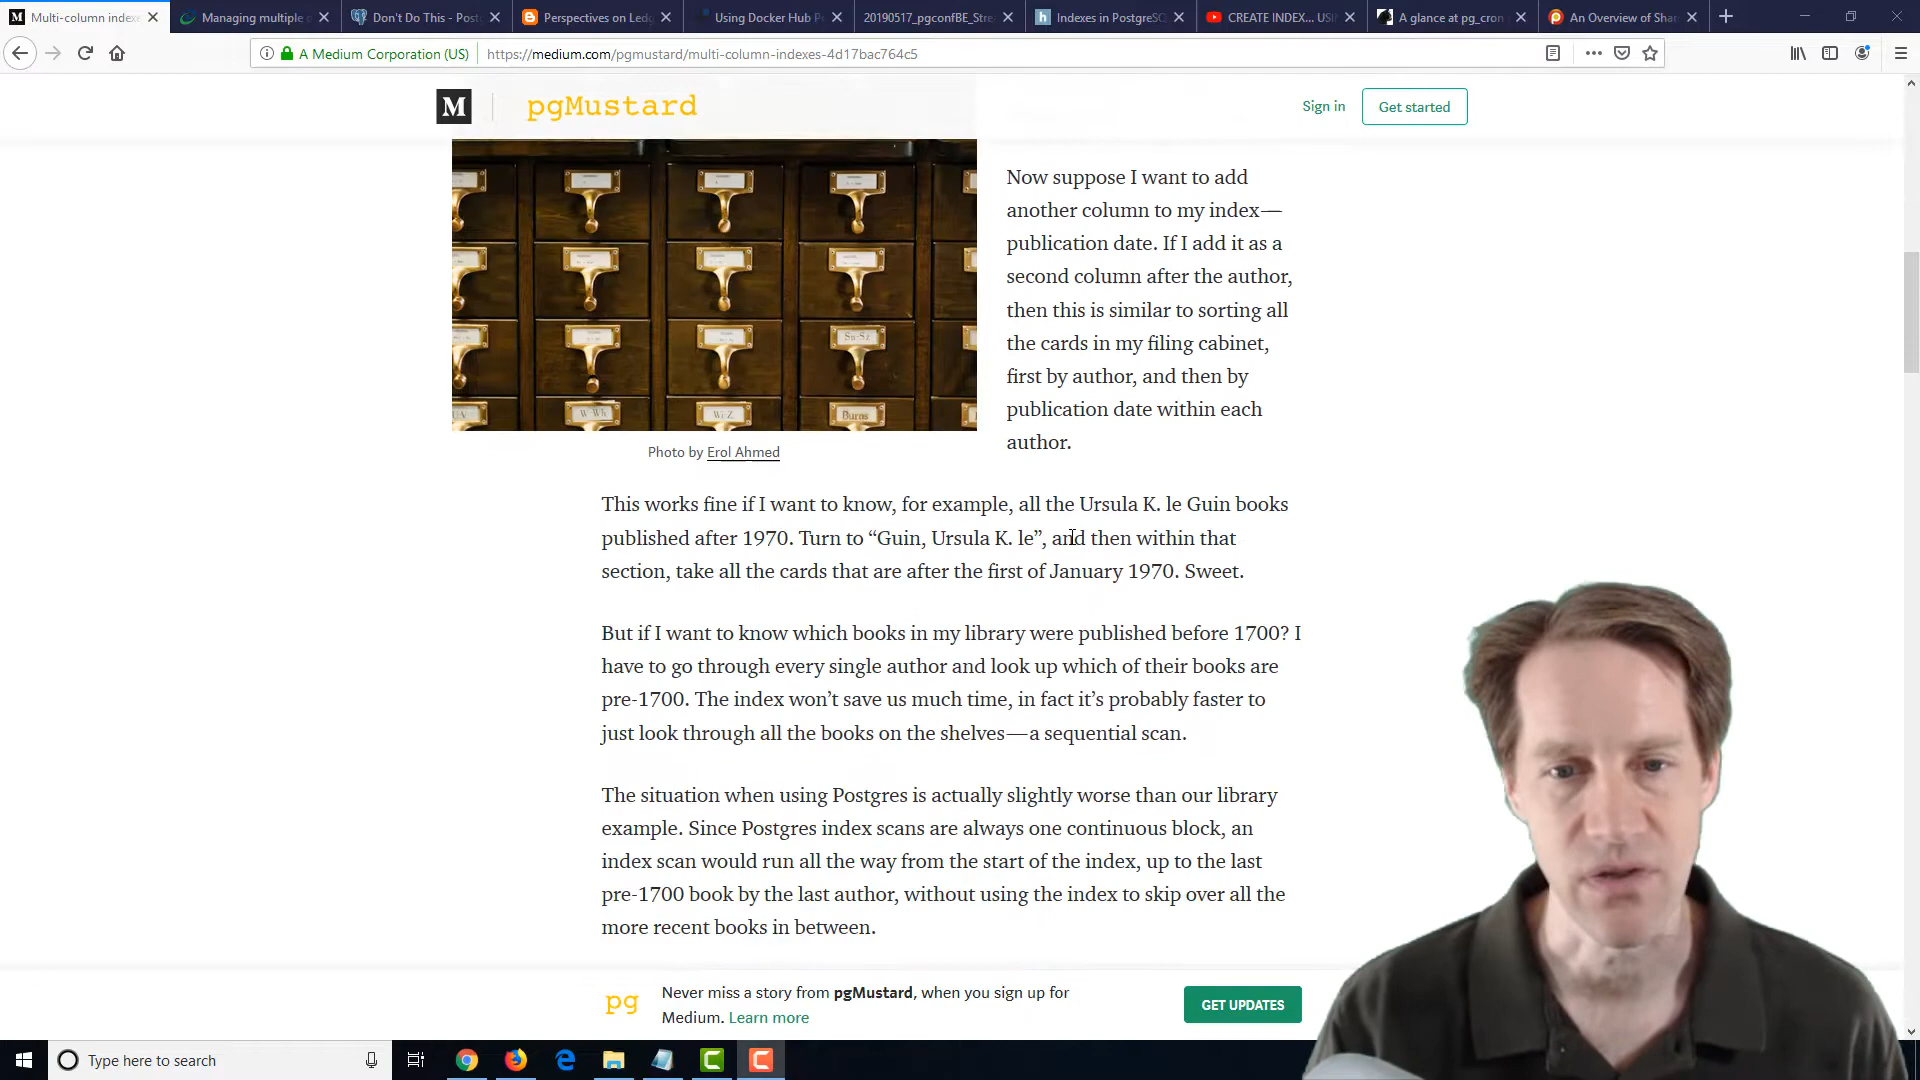 Multi-column index
Managing multiple
Don't Do This - Post
Perspectives on Ledg
Using Docker Hub P
20190517_pgconfBE_Stre
Indexes in PostgreSQ
CREATE INDEX... USI
A glance at pg_cron
An Overview of Shar
A Medium Corporation (US)
https://medium.com/pgmustard/multi-column-indexes-4d17bac764c5
M
pgMustard
Sign in
Get started
Sn-Sz
U-V
W-Wh
Wi-Z
Burns
Photo by Erol Ahmed
Now suppose I want to add
another column to my index—
publication date. If I add it as a
second column after the author,
then this is similar to sorting all
the cards in my filing cabinet,
first by author, and then by
publication date within each
author.
This works fine if I want to know, for example, all the Ursula K. le Guin books
published after 1970. Turn to “Guin, Ursula K. le”, and then within that
section, take all the cards that are after the first of January 1970. Sweet.
But if I want to know which books in my library were published before 1700? I
have to go through every single author and look up which of their books are
pre-1700. The index won’t save us much time, in fact it’s probably faster to
just look through all the books on the shelves—a sequential scan.
The situation when using Postgres is actually slightly worse than our library
example. Since Postgres index scans are always one continuous block, an
index scan would run all the way from the start of the index, up to the last
pre-1700 book by the last author, without using the index to skip over all the
more recent books in between.
pg
Never miss a story from pgMustard, when you sign up for
Medium. Learn more
GET UPDATES
Type here to search